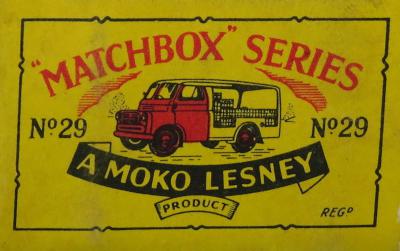 "MATCHBOX" SERIES
Nº29 Nº29
A MOKO LESNEY
PRODUCT
REGD